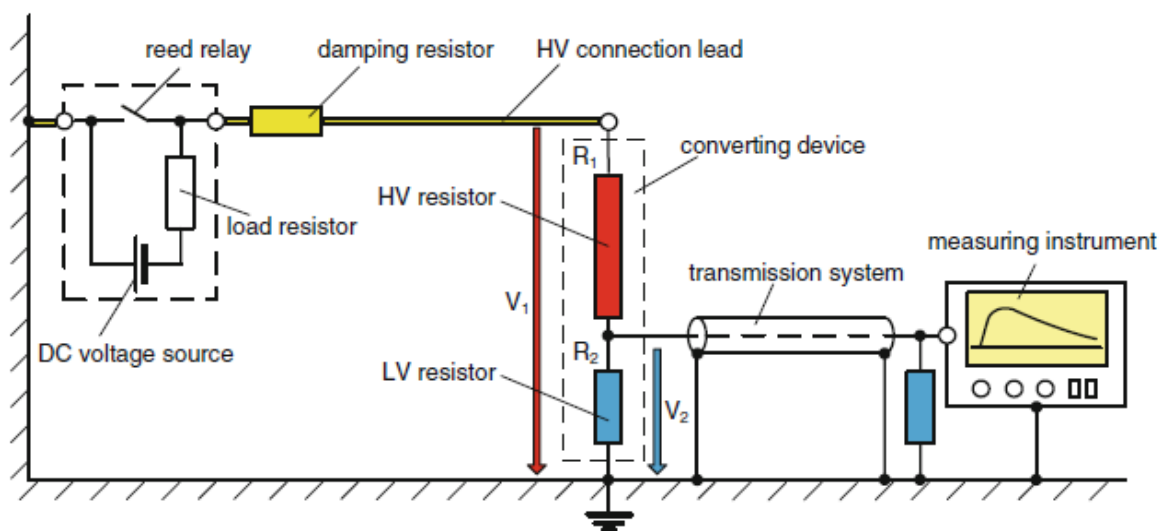 reed relay
damping resistor
HV connection lead
converting device
R1
HV resistor
load resistor
measuring instrument
transmission system
V1
DC voltage source
R2
LV resistor
V2